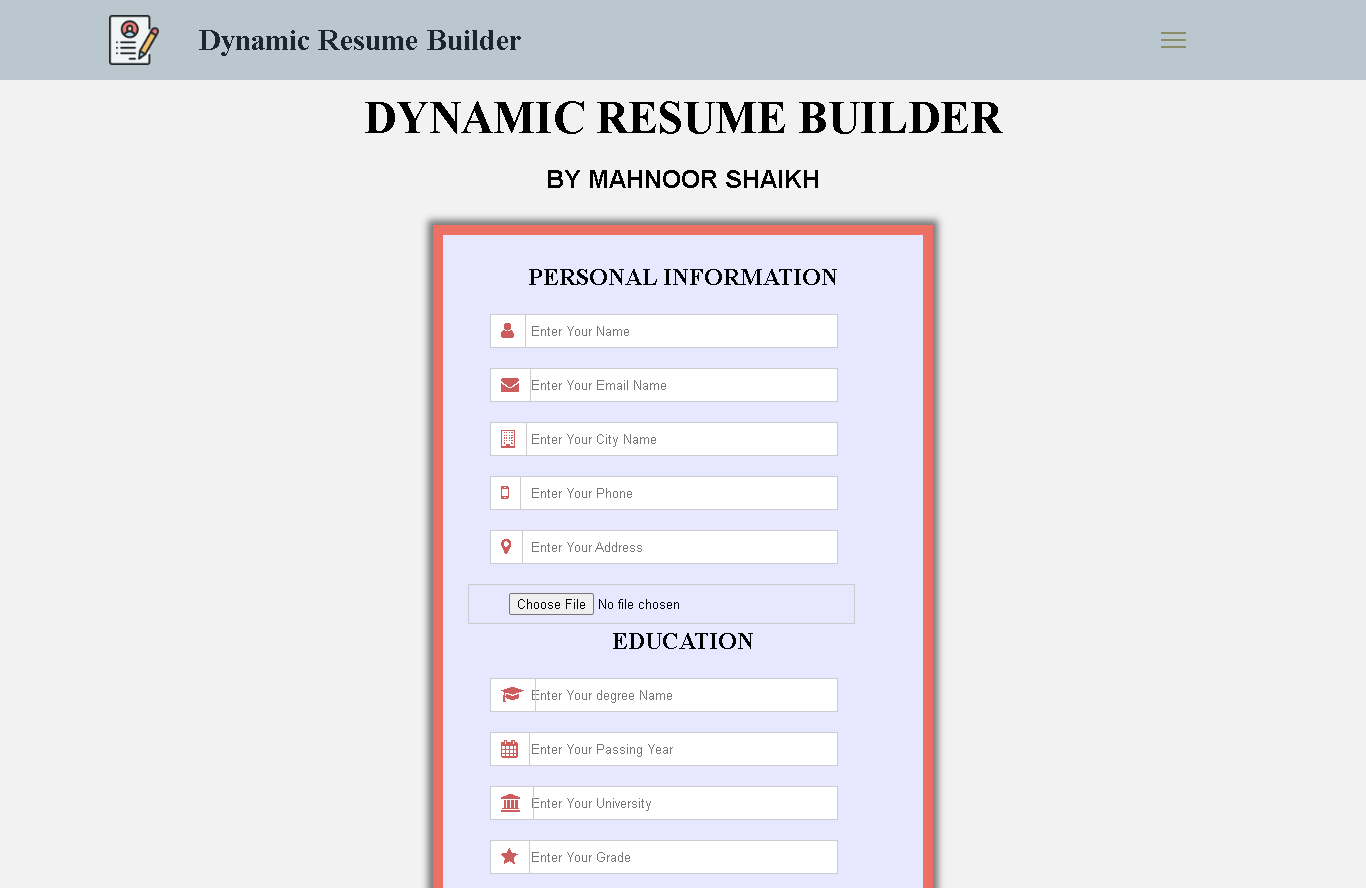 Dynamic Resume Builder
DYNAMIC RESUME BUILDER
BY MAHNOOR SHAIKH
PERSONAL INFORMATION
Enter Your Name
Enter Your Email Name
Enter Your City Name
Enter Your Phone
Enter Your Address
Choose File No file chosen
EDUCATION
Enter Your degree Name
Enter Your Passing Year
Enter Your University
Enter Your Grade